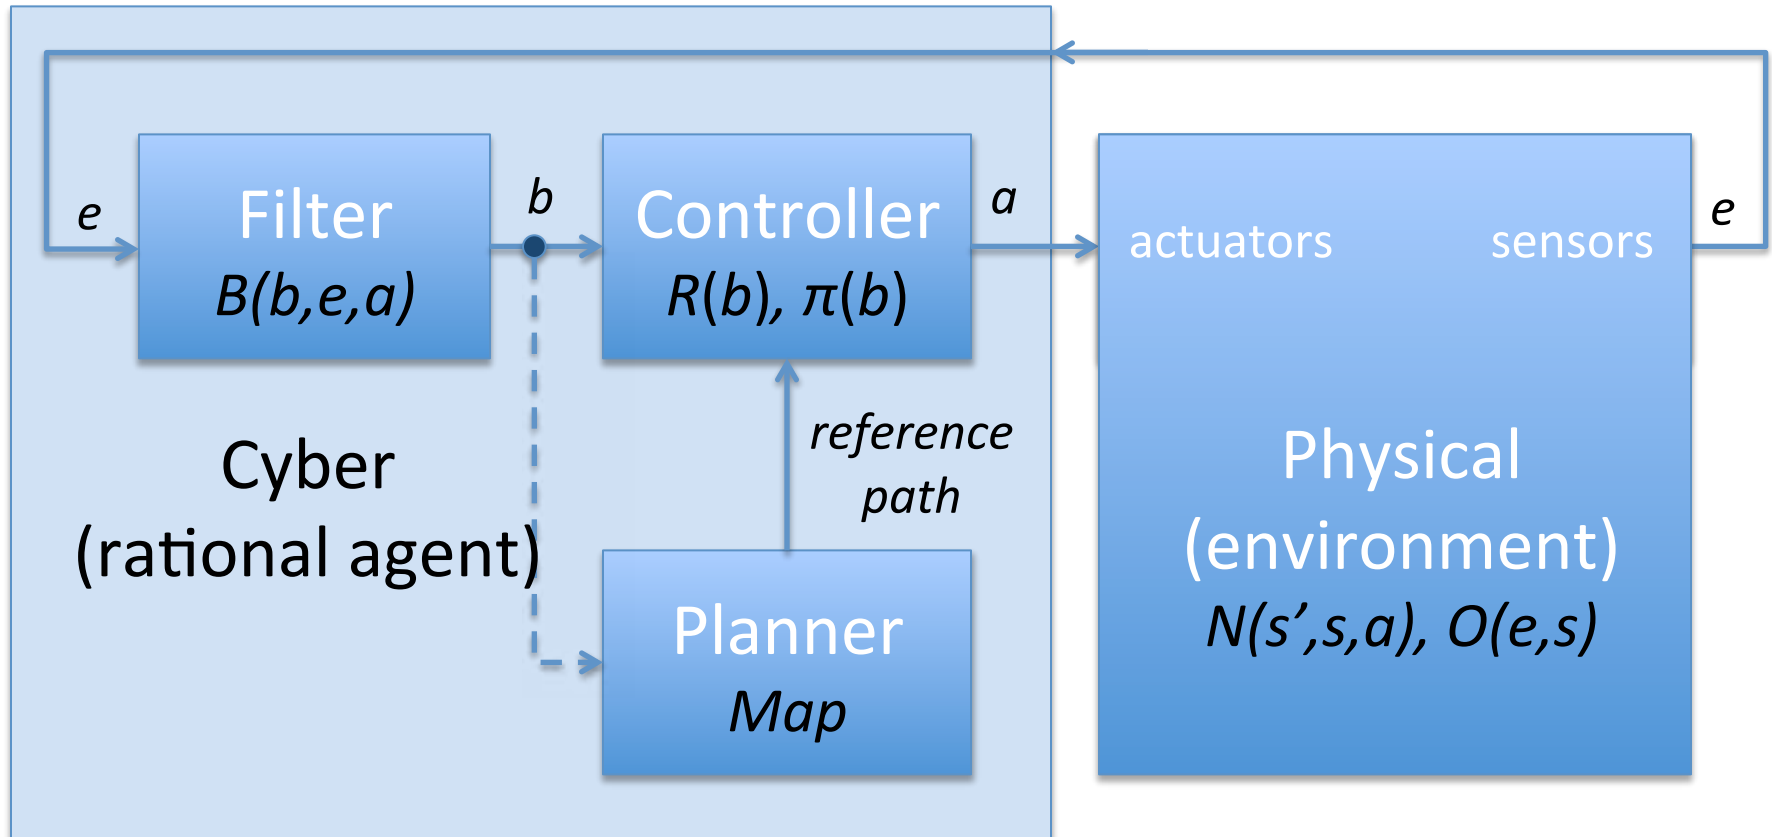 e
Filter
B(b,e,a)
b
Controller
R(b), π(b)
a
actuators
sensors
e
Cyber
(rational agent)
reference
path
Planner
Map
Physical
(environment)
N(s’,s,a), O(e,s)